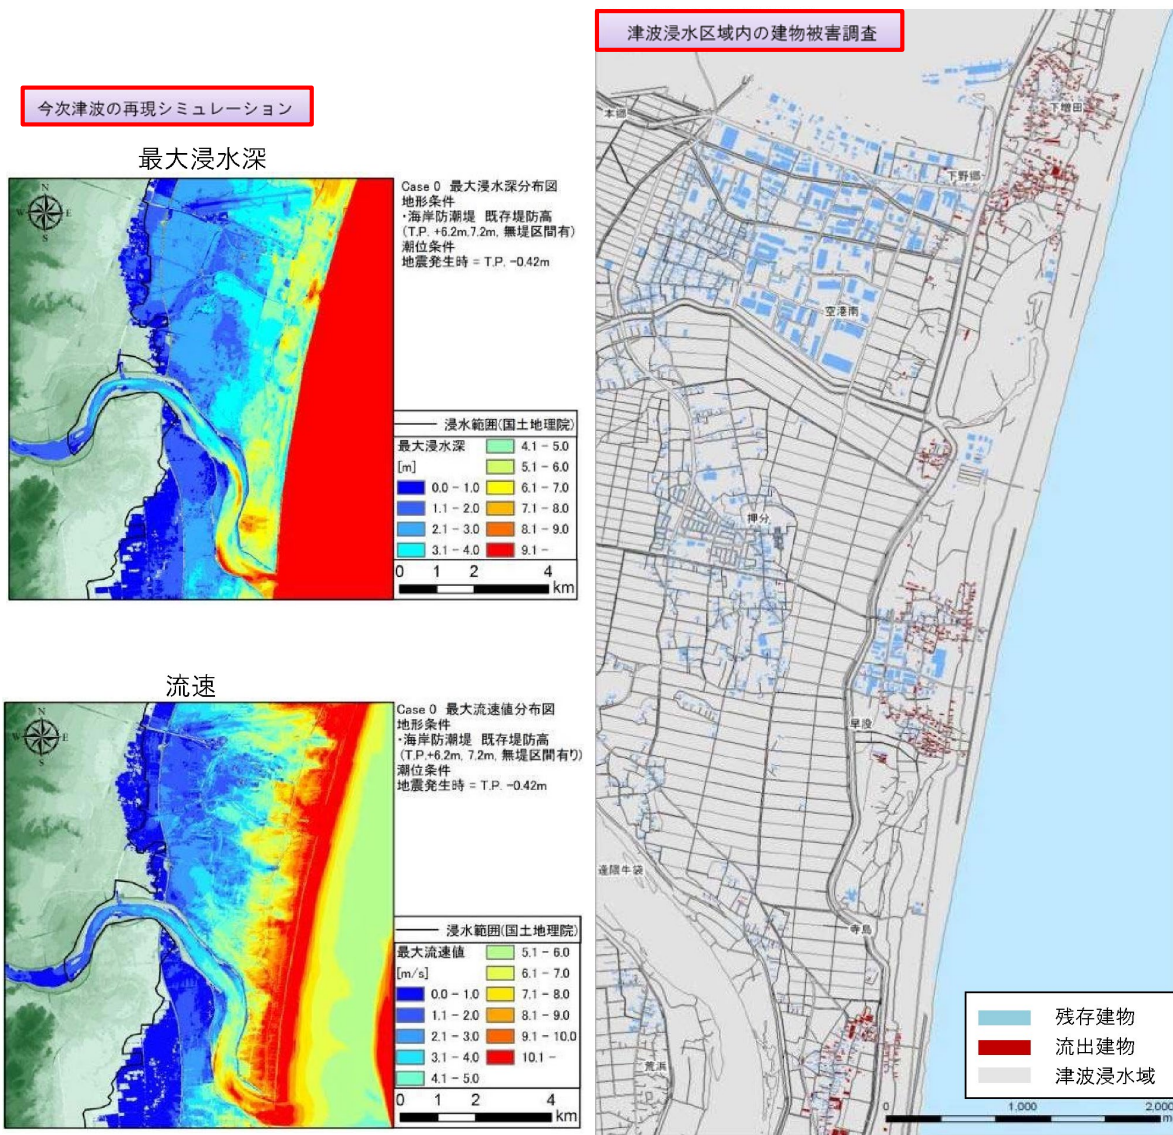 今次津波の再現シミュレーション
最大浸水深
N
W E
S
Case 0 最大浸水深分布図
地形条件
・海岸防潮堤 既存堤防高
(T.P. +6.2m,7.2m, 無堤区間有)
潮位条件
地震発生時 = T.P. -0.42m
浸水範囲(国土地理院)
最大浸水深
[m]
0.0 - 1.0
1.1 - 2.0
2.1 - 3.0
3.1 - 4.0
4.1 - 5.0
5.1 - 6.0
6.1 - 7.0
7.1 - 8.0
8.1 - 9.0
9.1 -
0 1 2 4
km
流速
N
W E
S
Case 0 最大流速値分布図
地形条件
・海岸防潮堤 既存堤防高
(T.P.+6.2m, 7.2m, 無堤区間有り)
潮位条件
地震発生時 = T.P. -0.42m
浸水範囲(国土地理院)
最大流速値
[m/s]
0.0 - 1.0
1.1 - 2.0
2.1 - 3.0
3.1 - 4.0
4.1 - 5.0
5.1 - 6.0
6.1 - 7.0
7.1 - 8.0
8.1 - 9.0
9.1 - 10.0
10.1 -
0 1 2 4
km
津波浸水区域内の建物被害調査
下増田
本郷
下野郷
空港南
押分
早股
逢隈牛袋
寺島
荒浜
残存建物
流出建物
津波浸水域
0 1,000 2,000
m